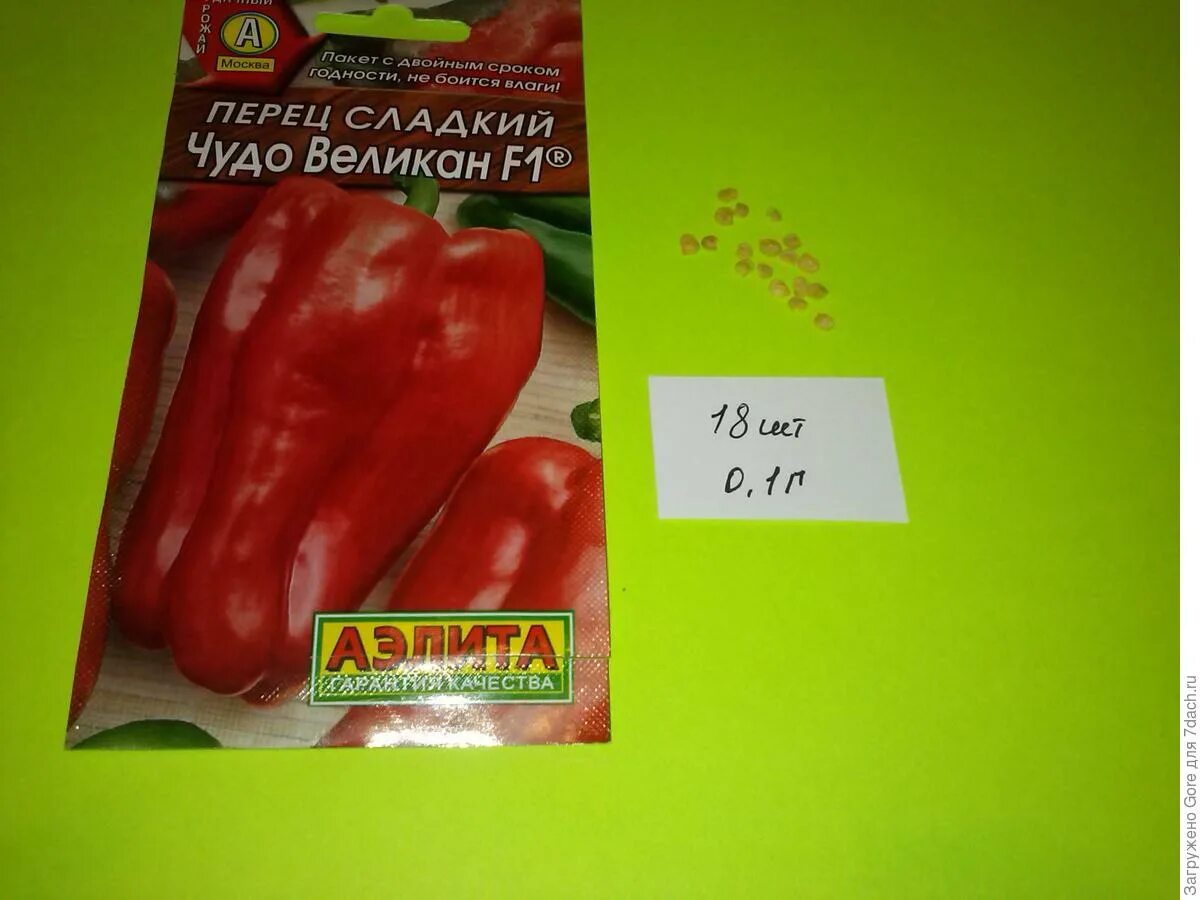 А
Москва
Пакет с двойным сроком
годности, не боится влаги!
ПЕРЕЦ СЛАДКИЙ
Чудо Великан F1®
18 шт
0,1 г
АЭЛИТА
ГАРАНТИЯ КАЧЕСТВА
Загружено Gore для 7dach.ru